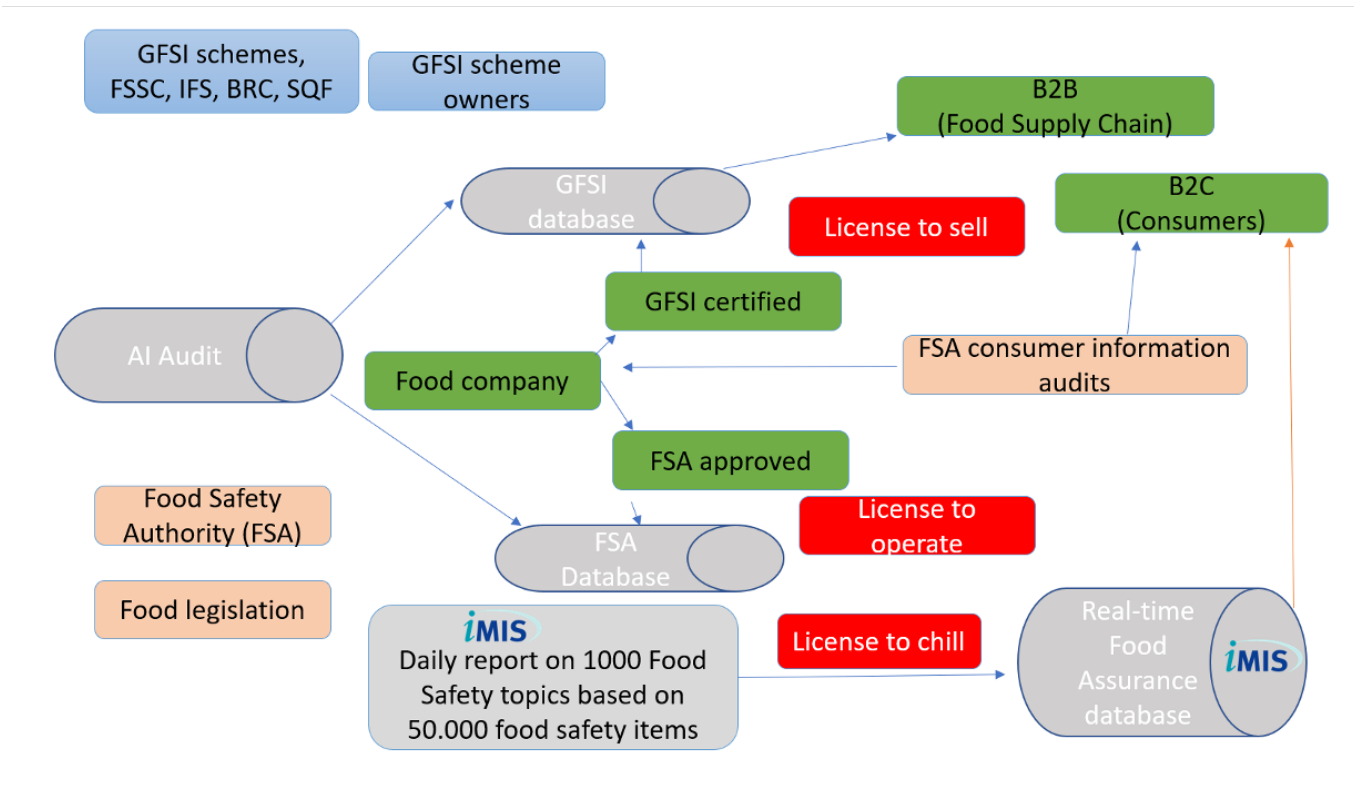 GFSI schemes,
FSSC, IFS, BRC, SQF
GFSI scheme
owners
B2B
(Food Supply Chain)
GFSI
database
B2C
(Consumers)
License to sell
GFSI certified
AI Audit
Food company
FSA consumer information
audits
FSA approved
Food Safety
Authority (FSA)
License to
operate
FSA
Database
Food legislation
iMIS
Daily report on 1000 Food
Safety topics based on
50.000 food safety items
License to chill
Real-time
Food
Assurance
database
iMIS